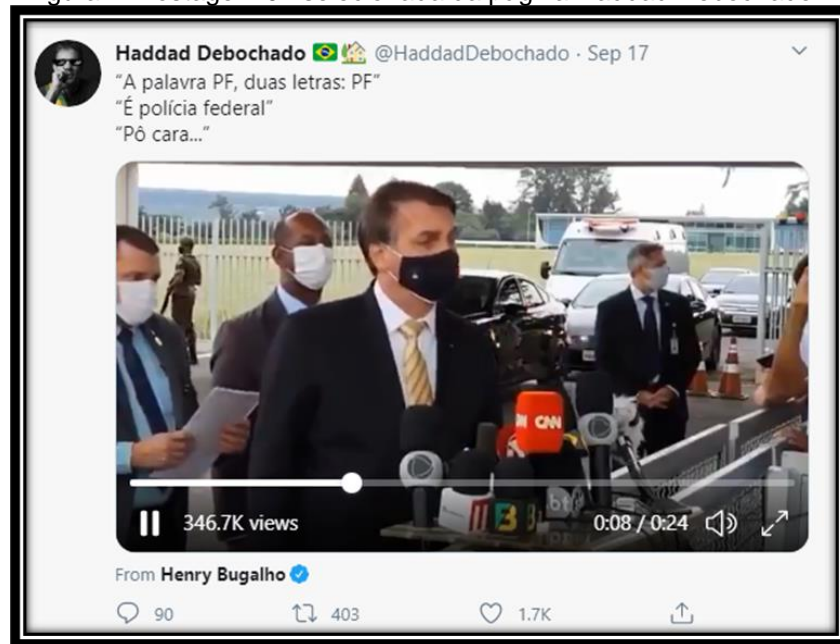 Haddad Debochado @HaddadDebochado · Sep 17
“A palavra PF, duas letras: PF”
“É polícia federal”
“Pô cara...”
CNN
346.7K views
0:08 / 0:24
From Henry Bugalho
90 403 1.7K